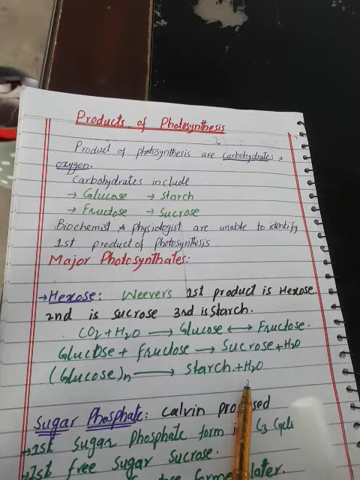 Products of Photosynthesis
Product of photosynthesis are carbohydrates +
oxygen.
Carbohydrates include
→ Glucose → starch
→ Fructose → Sucrose
Biochemist & physiologist are unable to identify
1st product of Photosynthesis
Major Photosynthates:
→Hexose: Weevers 1st product is Hexose
2nd is sucrose 3rd is starch.
CO2 + H2O → Glucose ↔ Fructose.
Glucose + fructose → Sucrose + H2O
(Glucose)n → Starch + H2O
Sugar Phosphate: Calvin proposed
→1st Sugar Phosphate form in C3 Cycle
→1st free sugar sucrose.
later.